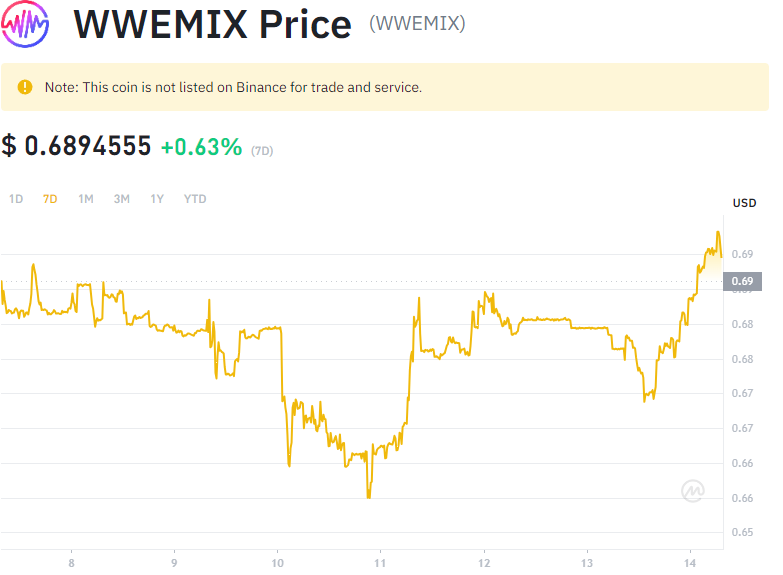 WWEMIX Price (WWEMIX)
Note: This coin is not listed on Binance for trade and service.
$ 0.6894555 +0.63% (7D)
1D 7D 1M 3M 1Y YTD
USD
0.69
0.69
0.68
0.68
0.67
0.67
0.66
0.66
0.65
8 9 10 11 12 13 14